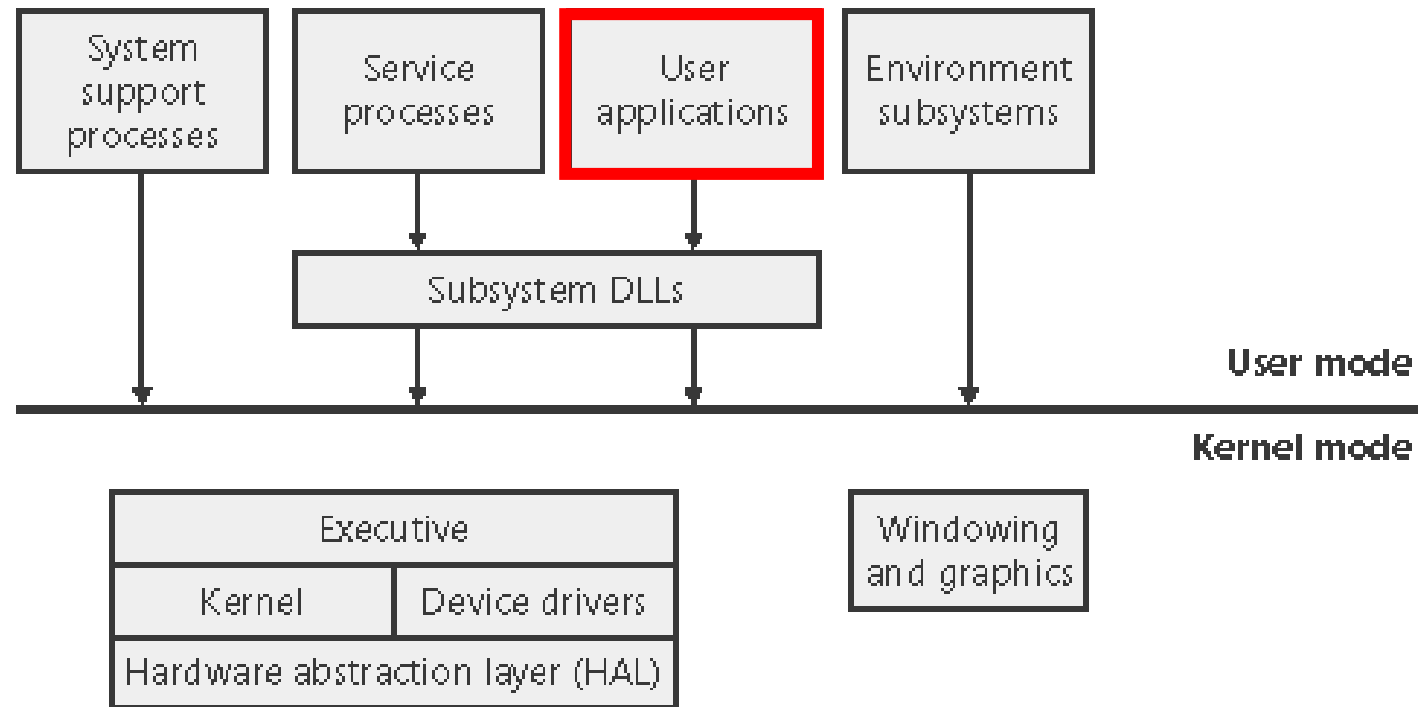 System
support
processes
Service
processes
User
applications
Environment
subsystems
Subsystem DLLs
User mode
Kernel mode
Executive
Kernel
Device drivers
Hardware abstraction layer (HAL)
Windowing
and graphics